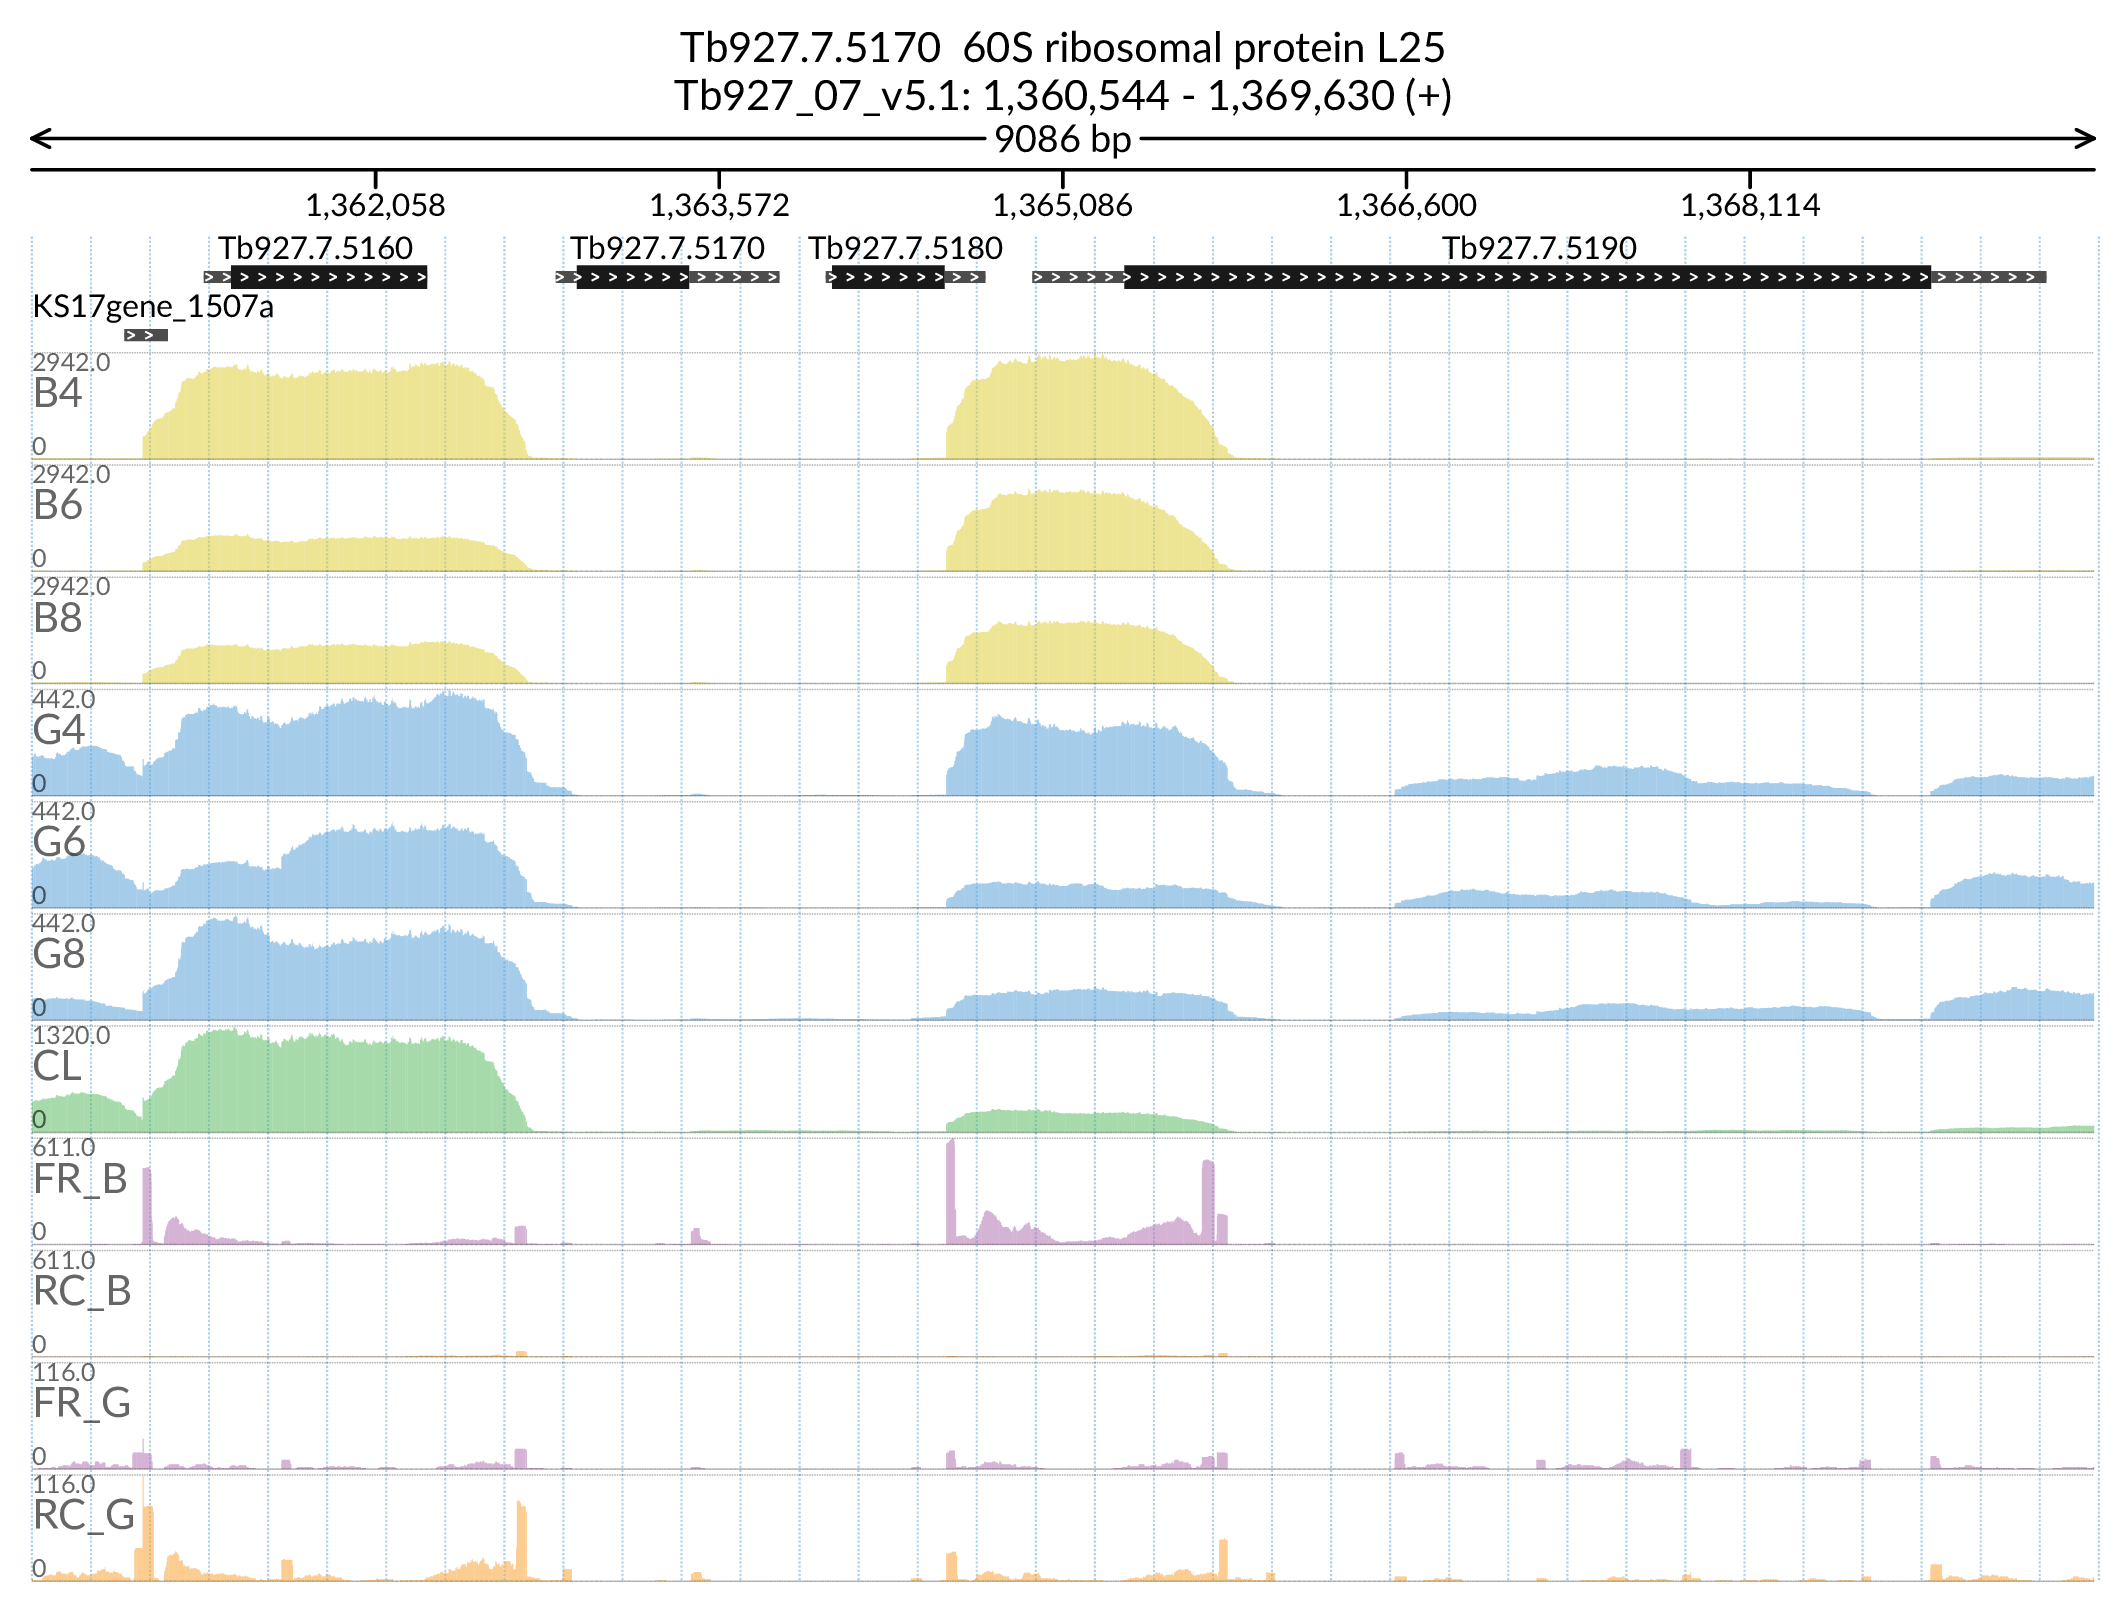 Tb927.7.5170  60S ribosomal protein L25
Tb927_07_v5.1: 1,360,544 - 1,369,630 (+)
9086 bp
1,362,058 1,363,572 1,365,086 1,366,600 1,368,114
Tb927.7.5160 Tb927.7.5170 Tb927.7.5180 Tb927.7.5190
KS17gene_1507a
2942.0
B4
0
2942.0
B6
0
2942.0
B8
0
442.0
G4
0
442.0
G6
0
442.0
G8
0
1320.0
CL
0
611.0
FR_B
0
611.0
RC_B
0
116.0
FR_G
0
116.0
RC_G
0